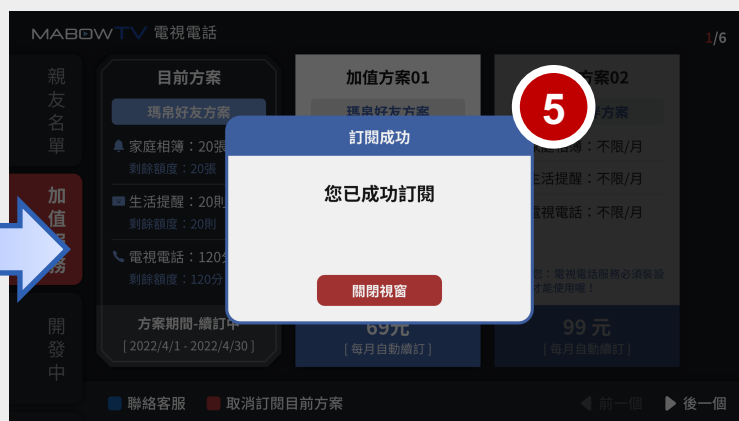 MABOWTV 電視電話
1/6
親友名單
加值服務
開發中
目前方案
瑪帛好友方案
家庭相簿：20張
剩餘額度：20張
生活提醒：20則
剩餘額度：20則
電視電話：120分
剩餘額度：120分
方案期間-續訂中
[ 2022/4/1 - 2022/4/30 ]
加值方案01
瑪帛好友方案
69元
[ 每月自動續訂 ]
方案02
方案
：不限/月
生活提醒：不限/月
電視電話：不限/月
：電視電話服務必須裝設
才能使用喔！
99 元
[ 每月自動續訂 ]
5
訂閱成功
您已成功訂閱
關閉視窗
聯絡客服
取消訂閱目前方案
前一個
後一個